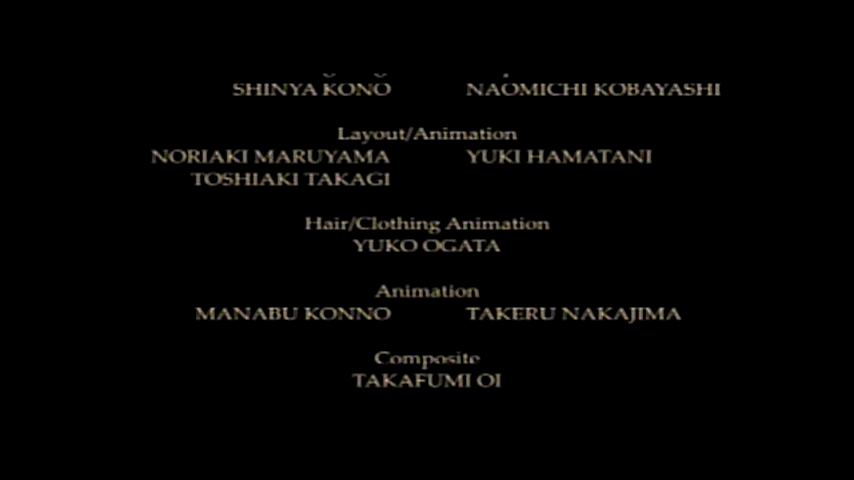 SHINYA KONO NAOMICHI KOBAYASHI
Layout/Animation
NORIAKI MARUYAMA YUKI HAMATANI
TOSHIAKI TAKAGI
Hair/Clothing Animation
YUKO OGATA
Animation
MANABU KONNO TAKERU NAKAJIMA
Composite
TAKAFUMI OI